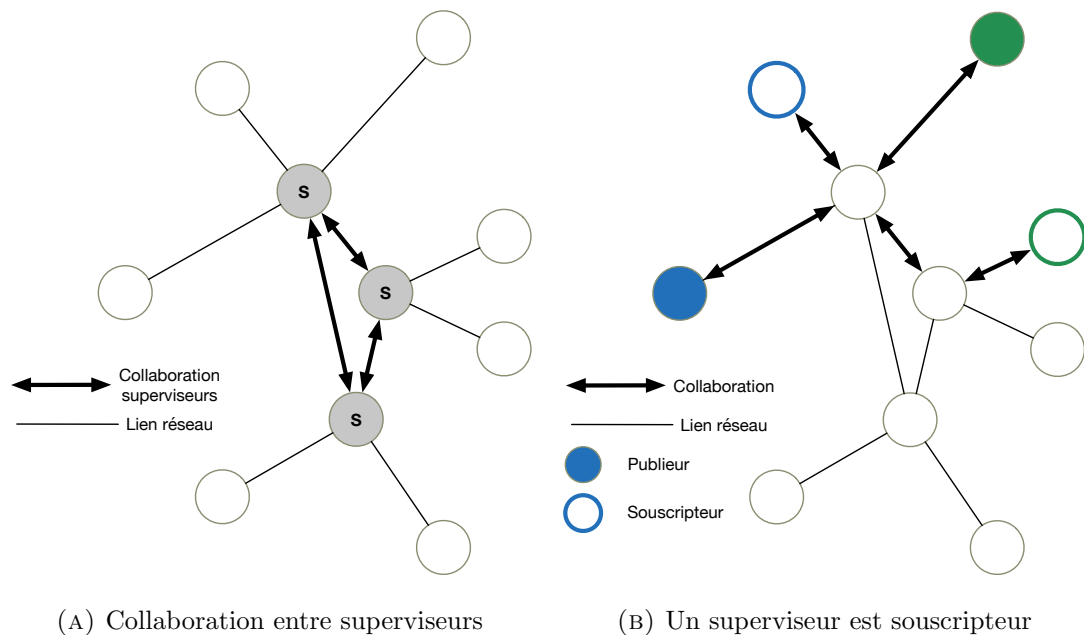 S
S
S
Collaboration
superviseurs
Lien réseau
(A) Collaboration entre superviseurs
Collaboration
Lien réseau
Publieur
Souscripteur
(B) Un superviseur est souscripteur